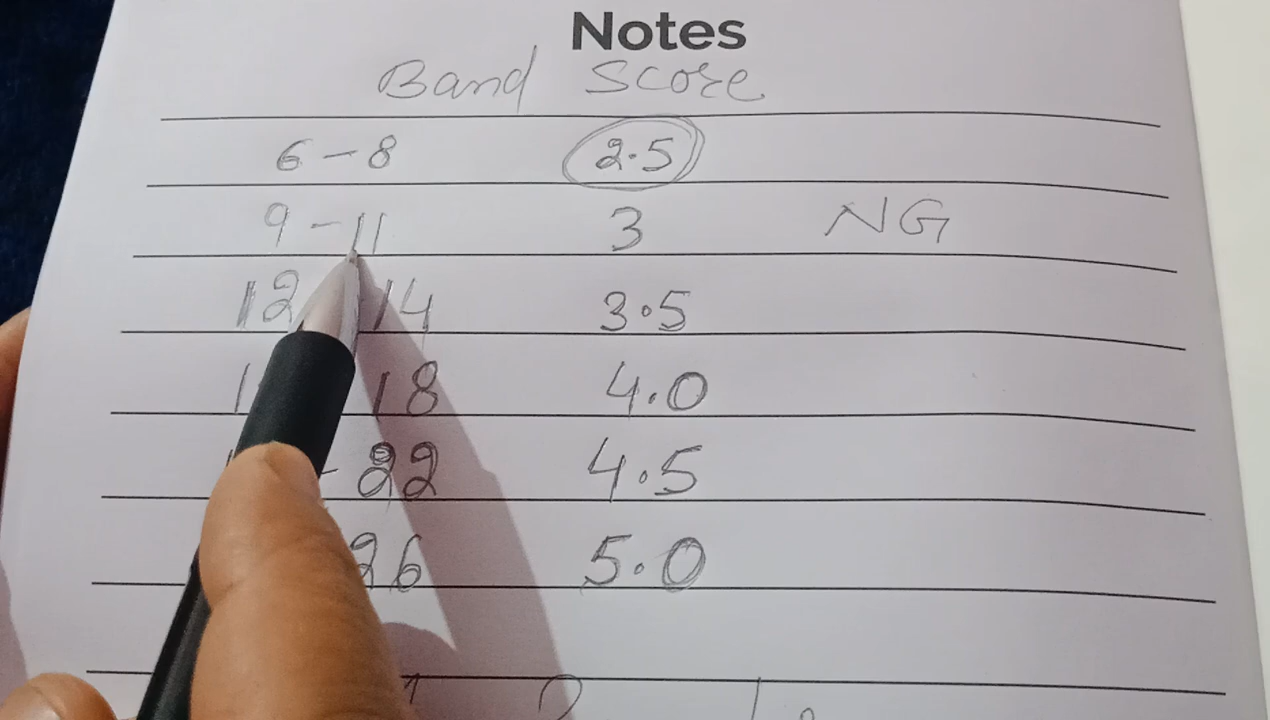 Notes
Band Score
6 - 8 2.5
9 - 11 3 NG
12 14 3.5
18 4.0
- 22 4.5
26 5.0